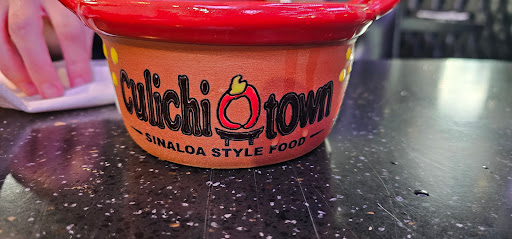 culichi town
— SINALOA STYLE FOOD —